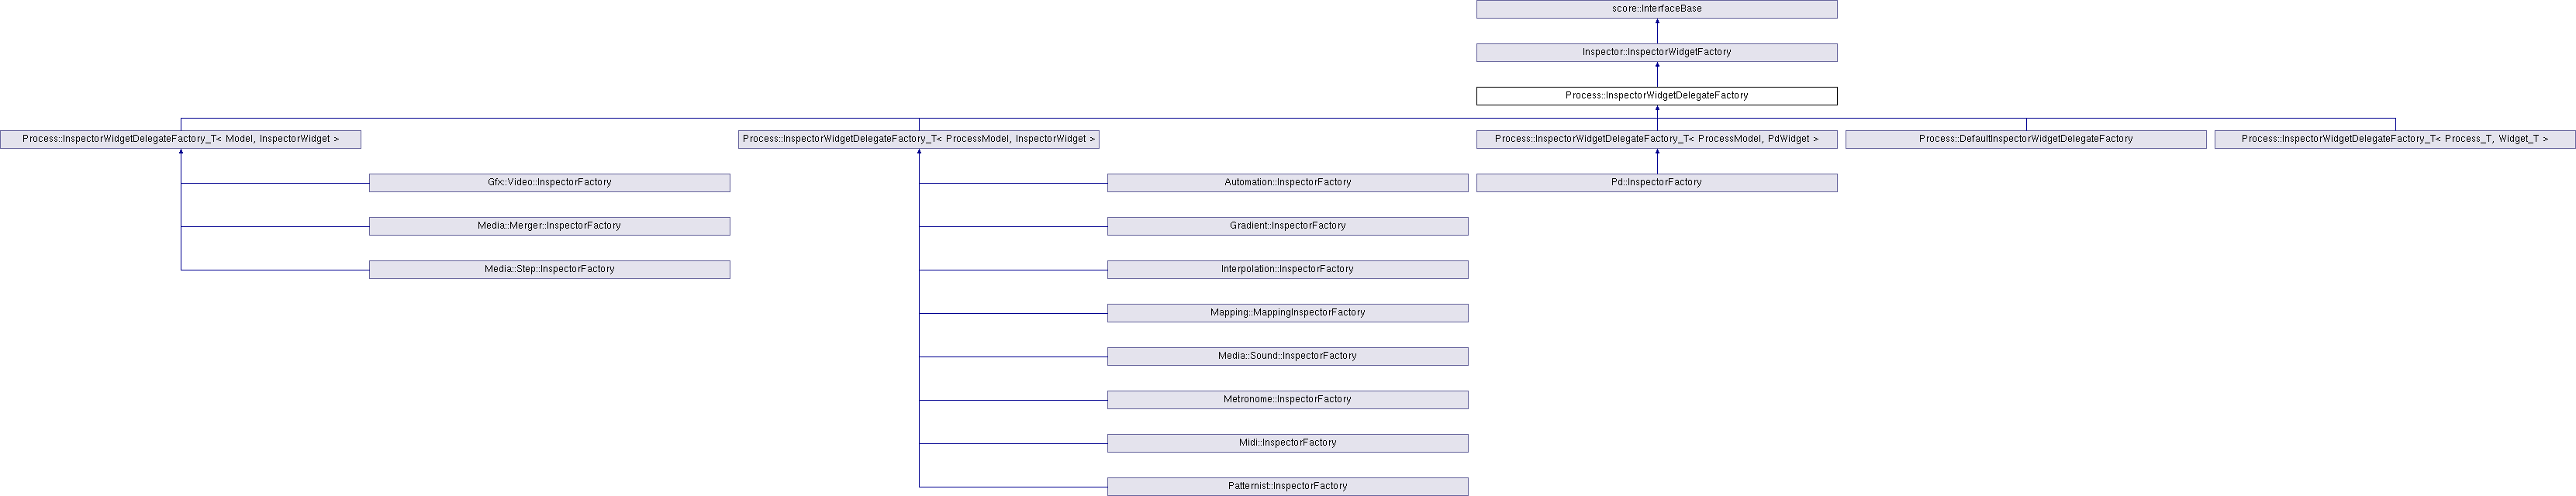 score::InterfaceBase
Inspector::InspectorWidgetFactory
Process::InspectorWidgetDelegateFactory
Process::InspectorWidgetDelegateFactory_T< Model, InspectorWidget >
Process::InspectorWidgetDelegateFactory_T< ProcessModel, InspectorWidget >
Process::InspectorWidgetDelegateFactory_T< ProcessModel, PdWidget >
Process::DefaultInspectorWidgetDelegateFactory
Process::InspectorWidgetDelegateFactory_T< Process_T, Widget_T >
Gfx::Video::InspectorFactory
Automation::InspectorFactory
Pd::InspectorFactory
Media::Merger::InspectorFactory
Gradient::InspectorFactory
Media::Step::InspectorFactory
Interpolation::InspectorFactory
Mapping::MappingInspectorFactory
Media::Sound::InspectorFactory
Metronome::InspectorFactory
Midi::InspectorFactory
Patternist::InspectorFactory